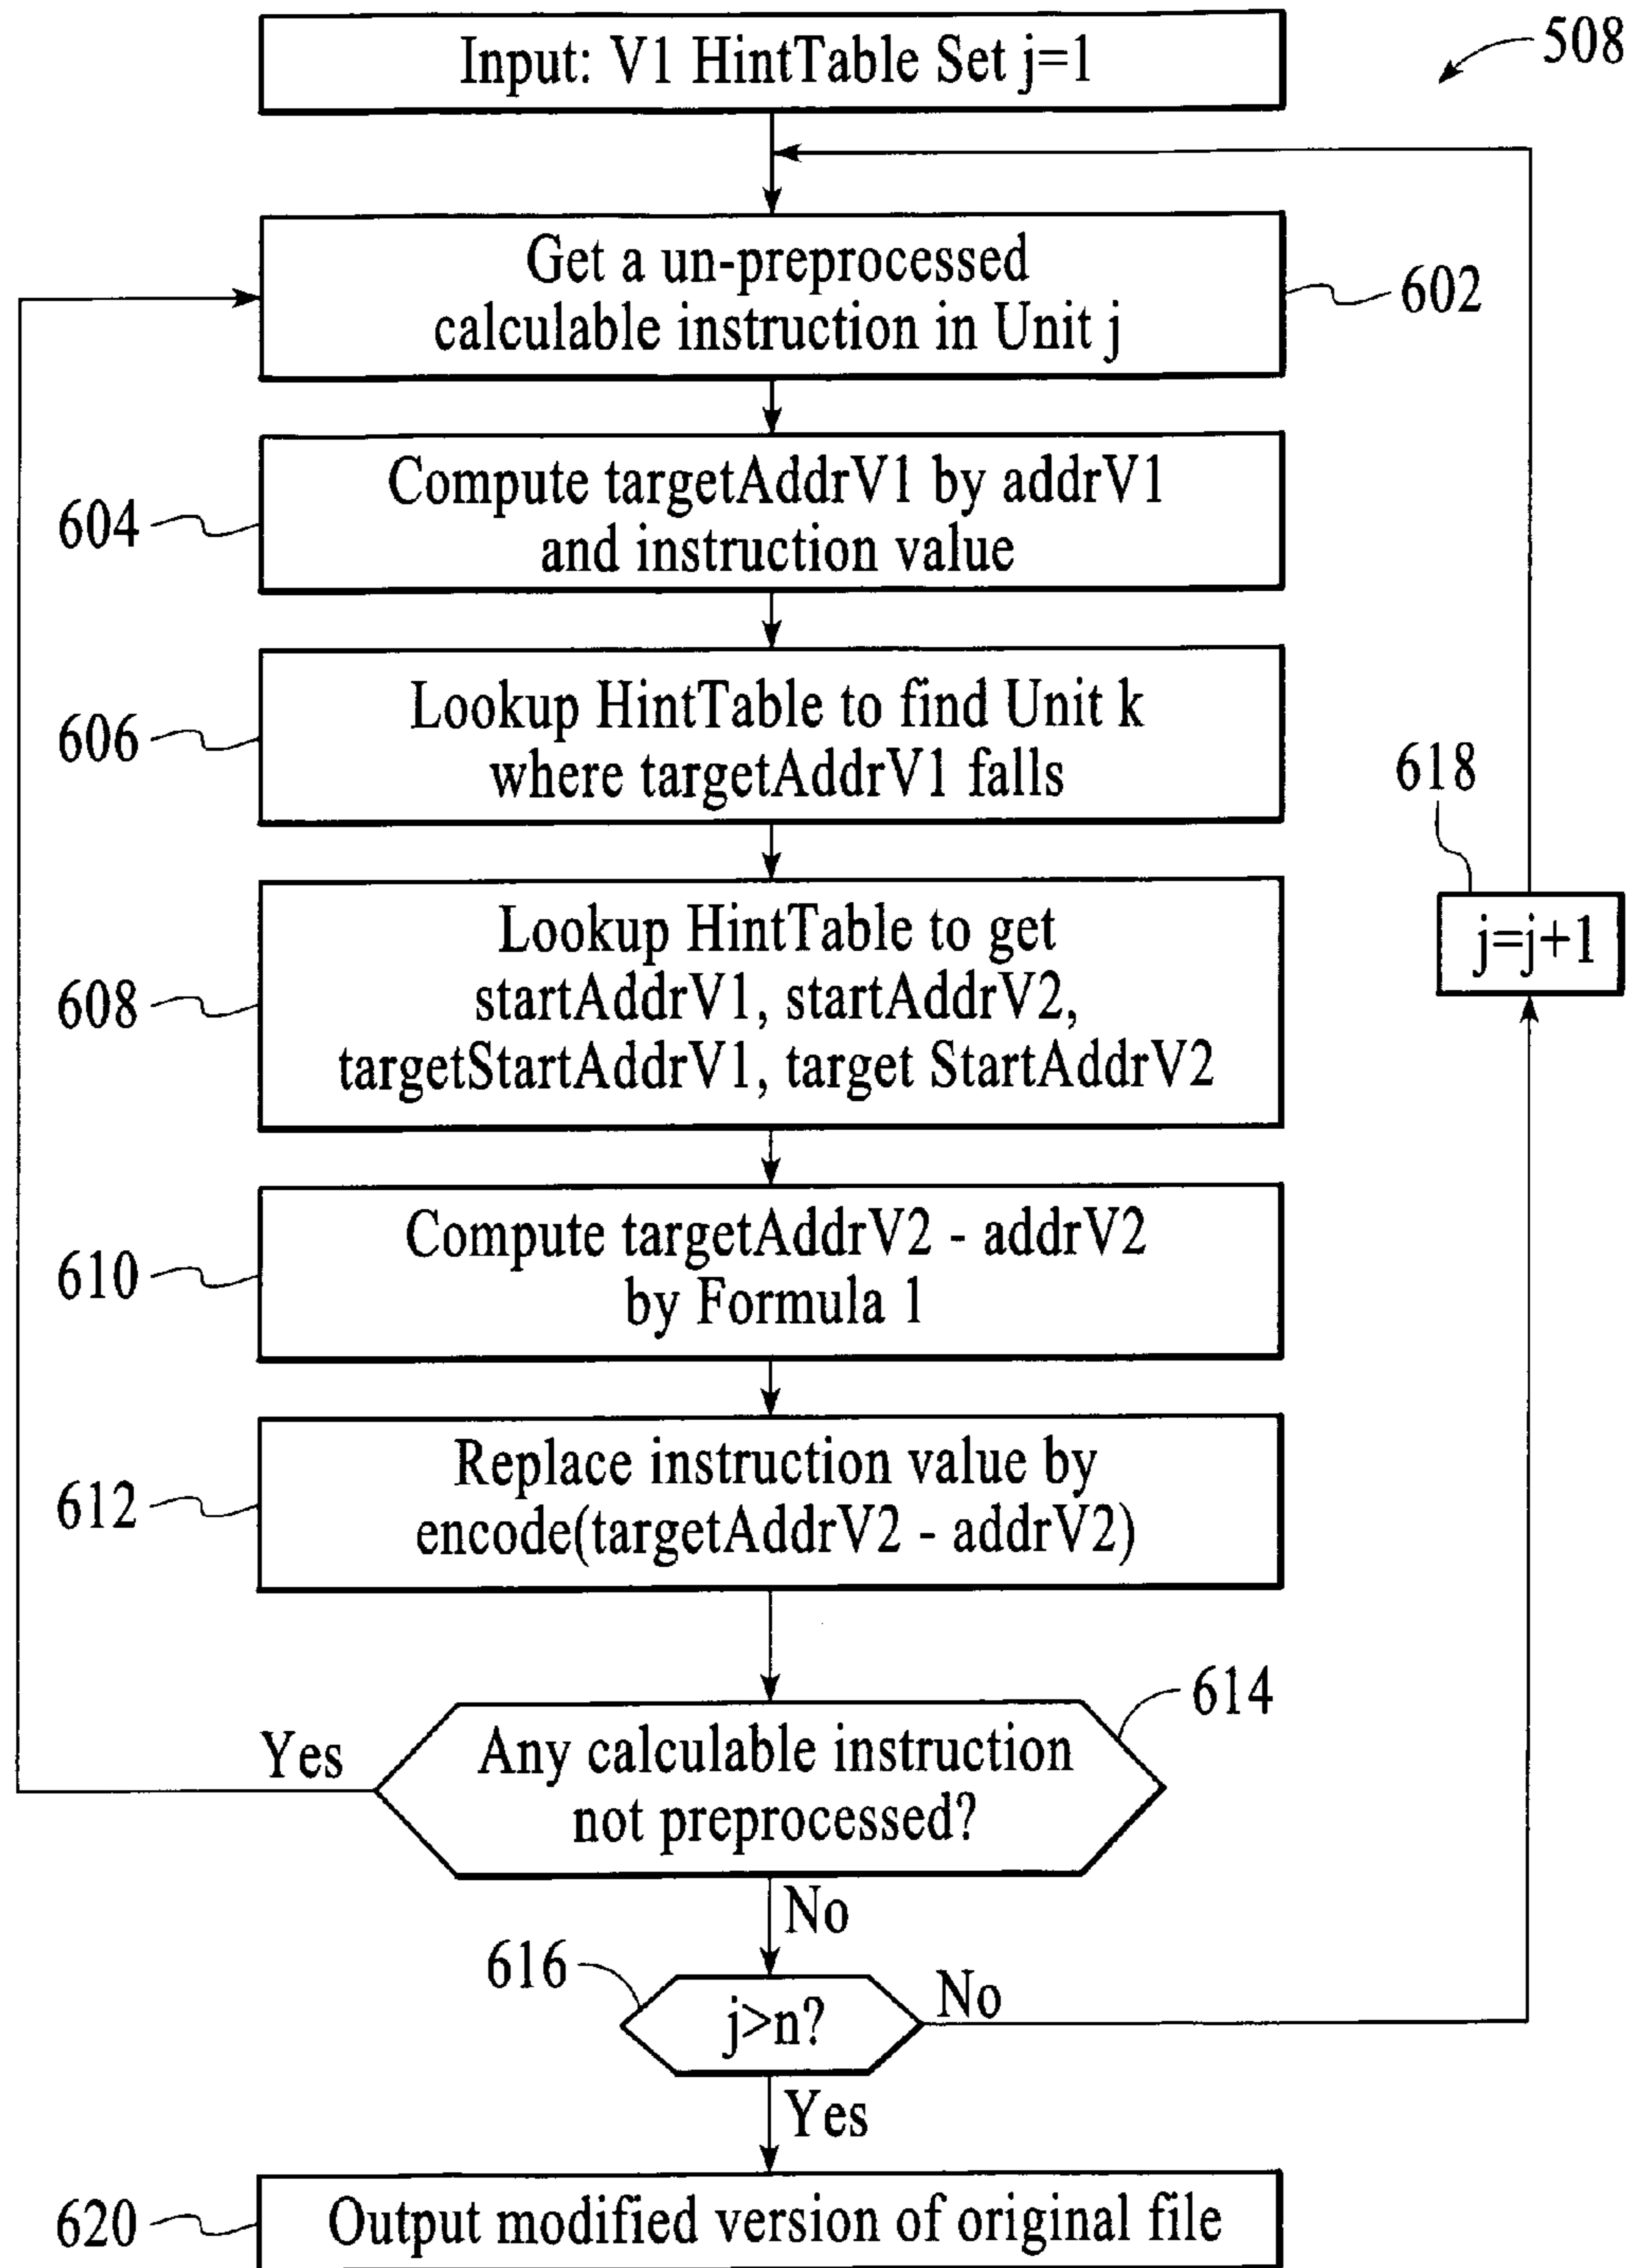 Input: V1 HintTable Set j=1
508
Get a un-preprocessed
calculable instruction in Unit j
602
Compute targetAddrV1 by addrV1
and instruction value
604
Lookup HintTable to find Unit k
where targetAddrV1 falls
606
618
j=j+1
Lookup HintTable to get
startAddrV1, startAddrV2,
targetStartAddrV1, target StartAddrV2
608
Compute targetAddrV2 - addrV2
by Formula 1
610
Replace instruction value by
encode(targetAddrV2 - addrV2)
612
614
Yes
Any calculable instruction
not preprocessed?
No
616
j>n?
No
Yes
620
Output modified version of original file